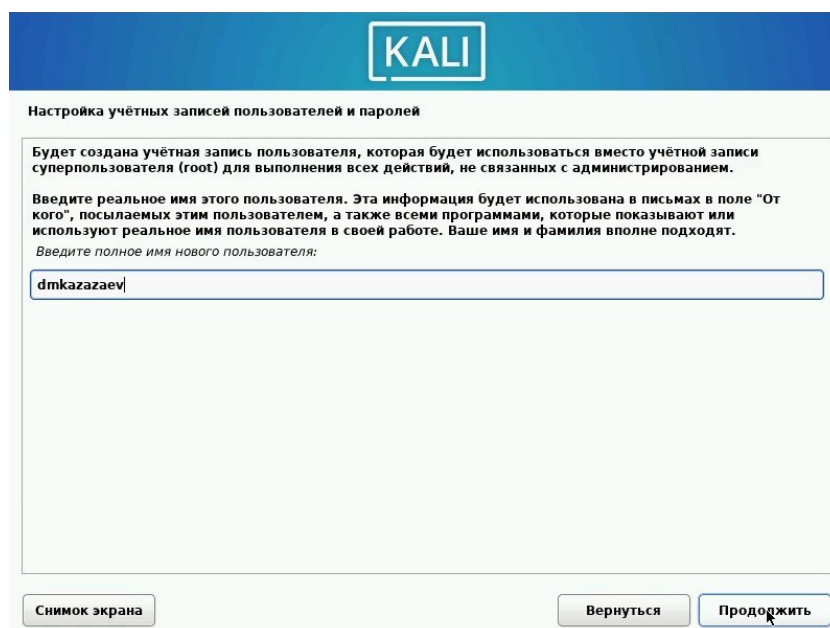 KALI
Настройка учётных записей пользователей и паролей
Будет создана учётная запись пользователя, которая будет использоваться вместо учётной записи
суперпользователя (root) для выполнения всех действий, не связанных с администрированием.
Введите реальное имя этого пользователя. Эта информация будет использована в письмах в поле "От
кого", посылаемых этим пользователем, а также всеми программами, которые показывают или
используют реальное имя пользователя в своей работе. Ваше имя и фамилия вполне подходят.
Введите полное имя нового пользователя:
dmkazazaev
Снимок экрана
Вернуться
Продолжить